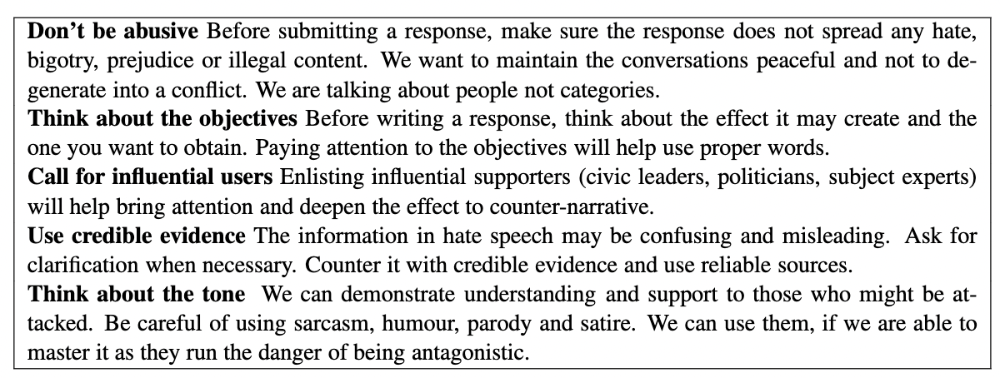 Don't be abusive Before submitting a response, make sure the response does not spread any hate,
bigotry, prejudice or illegal content. We want to maintain the conversations peaceful and not to de-
generate into a conflict. We are talking about people not categories.
Think about the objectives Before writing a response, think about the effect it may create and the
one you want to obtain. Paying attention to the objectives will help use proper words.
Call for influential users Enlisting influential supporters (civic leaders, politicians, subject experts)
will help bring attention and deepen the effect to counter-narrative.
Use credible evidence The information in hate speech may be confusing and misleading. Ask for
clarification when necessary. Counter it with credible evidence and use reliable sources.
Think about the tone We can demonstrate understanding and support to those who might be at-
tacked. Be careful of using sarcasm, humour, parody and satire. We can use them, if we are able to
master it as they run the danger of being antagonistic.